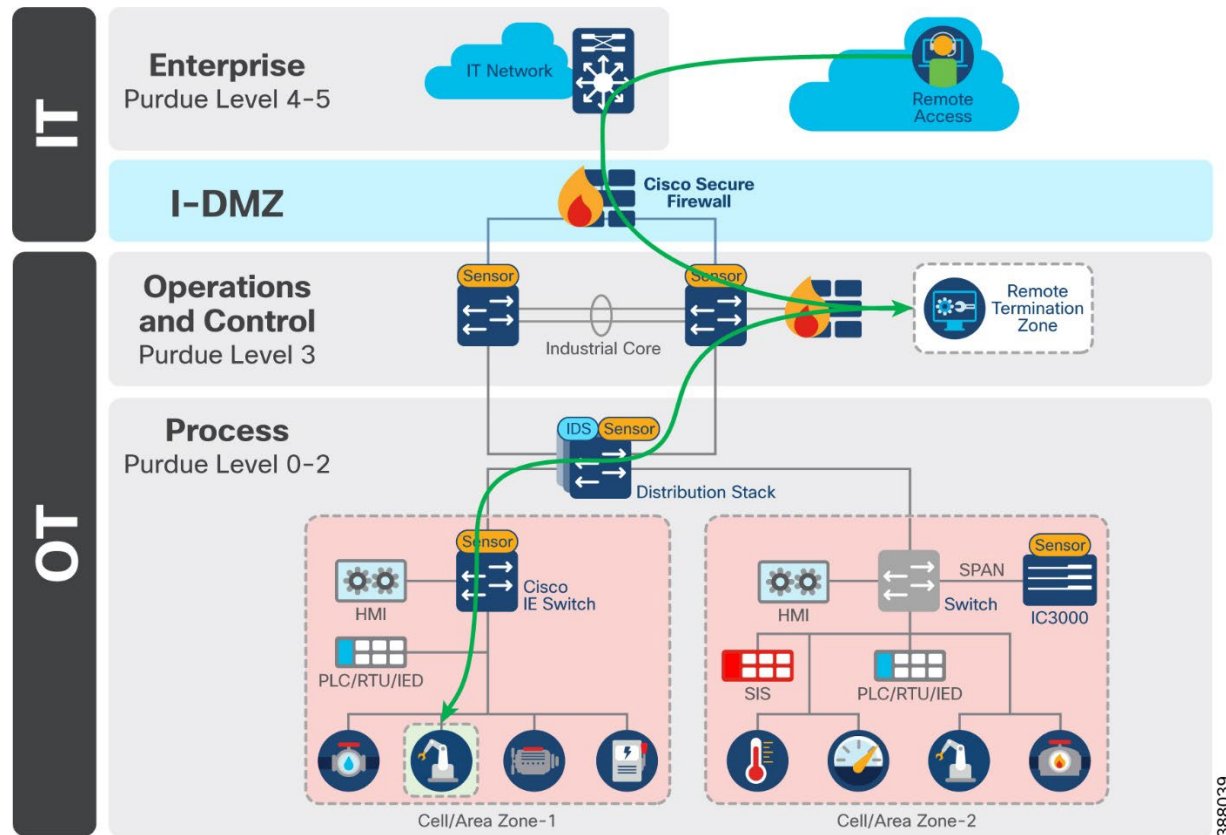 IT
Enterprise
Purdue Level 4-5
IT Network
Remote
Access
I-DMZ
Cisco Secure
Firewall
OT
Operations
and Control
Purdue Level 3
Sensor
Sensor
Industrial Core
Remote
Termination
Zone
Process
Purdue Level 0-2
IDS
Sensor
Distribution Stack
Sensor
HMI
Cisco
IE Switch
PLC/RTU/IED
Cell/Area Zone-1
HMI
Switch
SPAN
Sensor
IC3000
SIS
PLC/RTU/IED
Cell/Area Zone-2
388039